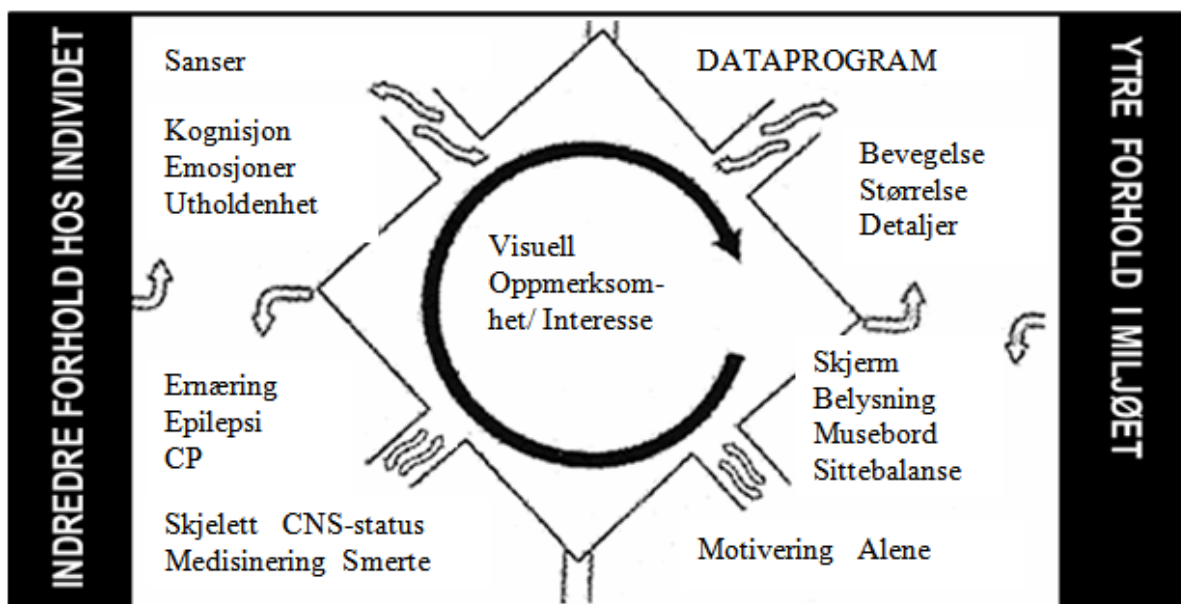 INDREDRE FORHOLD HOS INDIVIDET
Sanser
Kognisjon
Emosjoner
Utholdenhet
DATAPROGRAM
Bevegelse
Størrelse
Detaljer
Visuell
Oppmerksom-
het/ Interesse
Ernæring
Epilepsi
CP
Skjelett CNS-status
Medisinering Smerte
Skjerm
Belysning
Musebord
Sittebalanse
Motivering Alene
YTRE FORHOLD I MILJØET